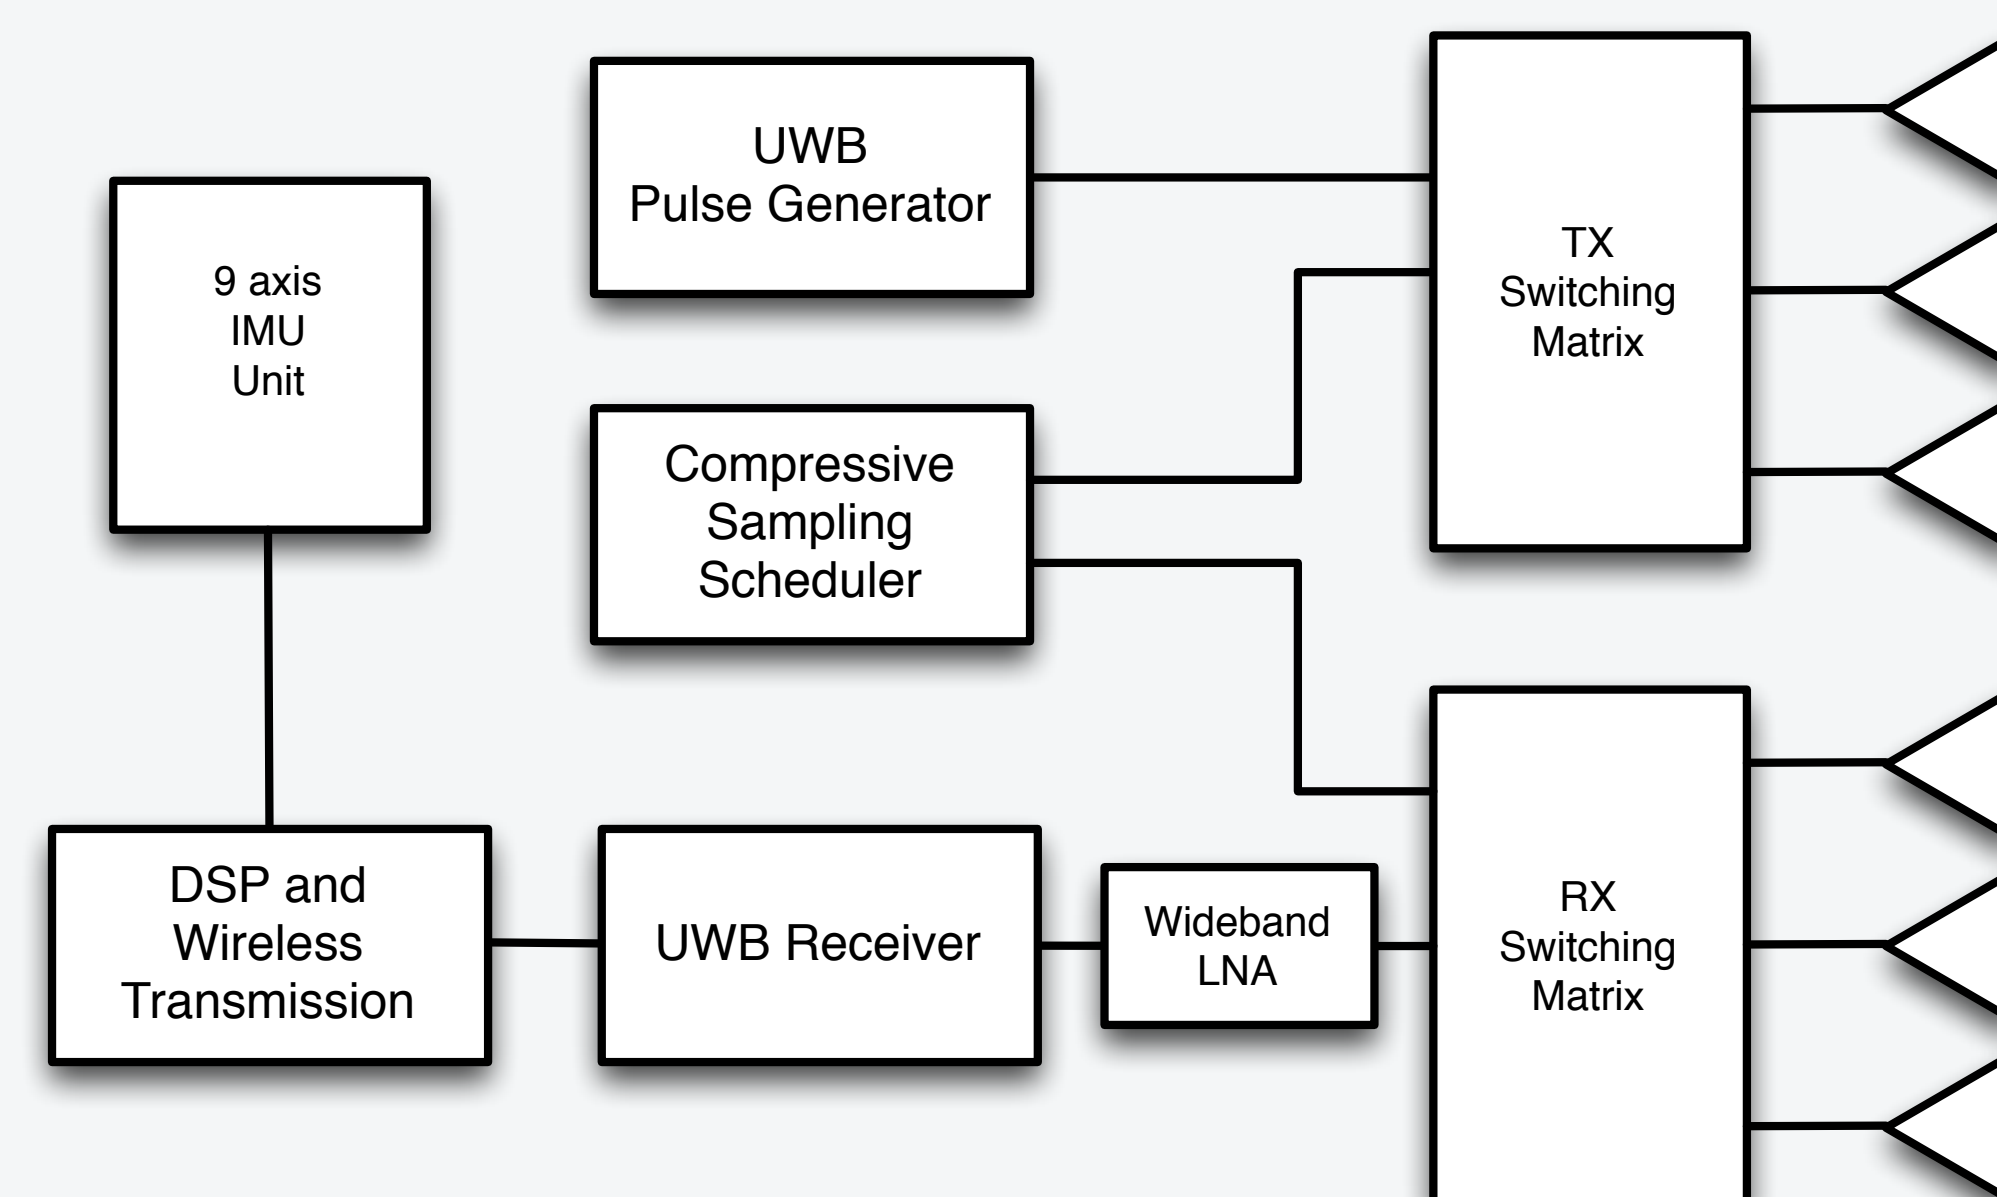 UWB
Pulse Generator
TX
Switching
Matrix
9 axis
IMU
Unit
Compressive
Sampling
Scheduler
DSP and
Wireless
Transmission
UWB Receiver
Wideband
LNA
RX
Switching
Matrix